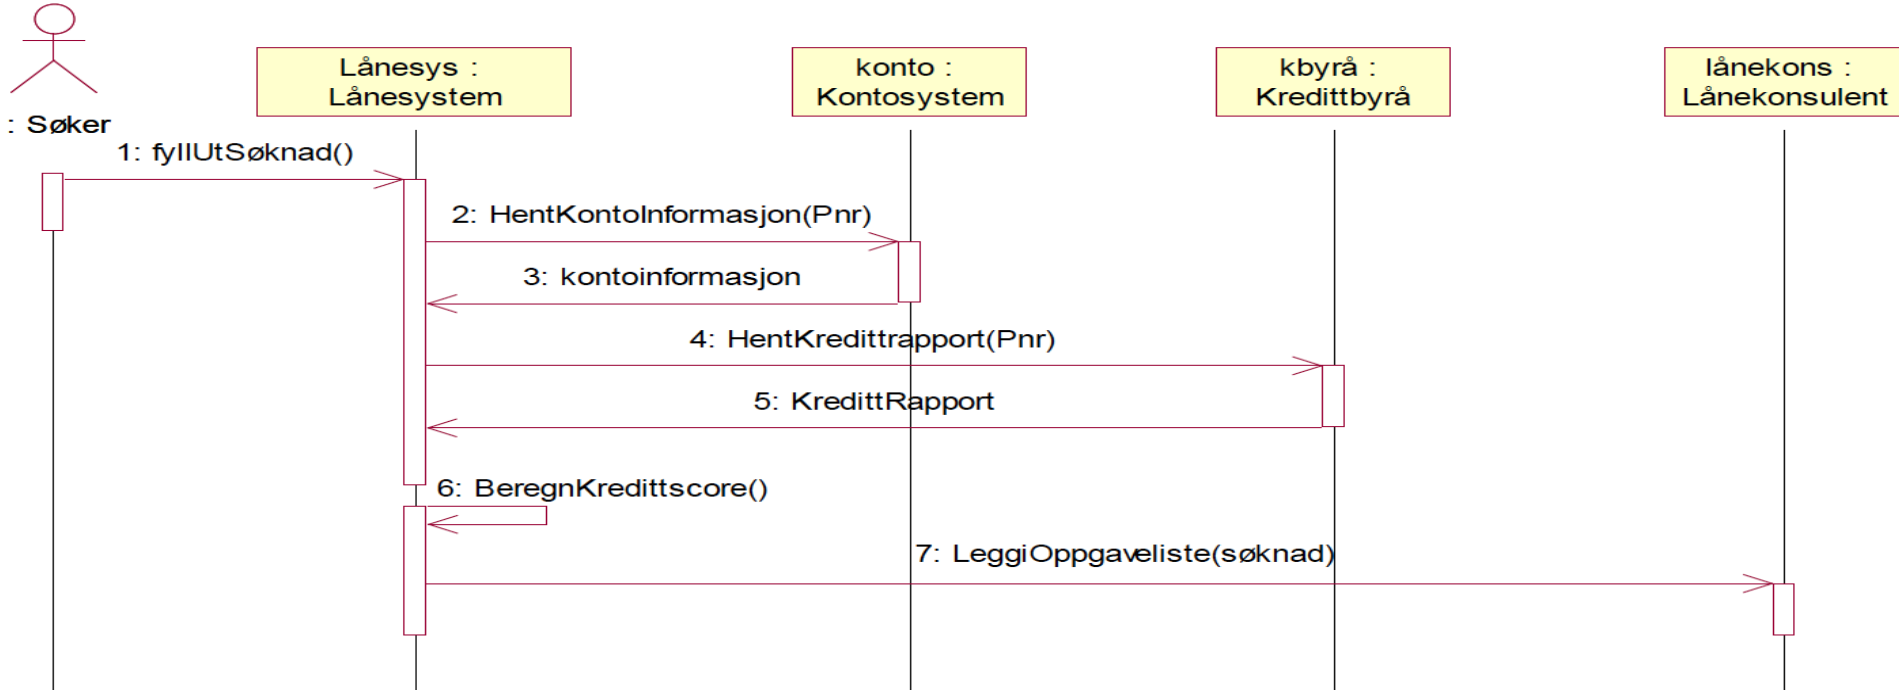 : Søker
Lånesys :
Lånesystem
konto :
Kontosystem
kbyrå :
Kredittbyrå
lånekons :
Lånekonsulent
1: fyllUtSøknad()
2: HentKontoInformasjon(Pnr)
3: kontoinformasjon
4: HentKredittrapport(Pnr)
5: KredittRapport
6: BeregnKredittscore()
7: LeggiOppgaveliste(søknad)